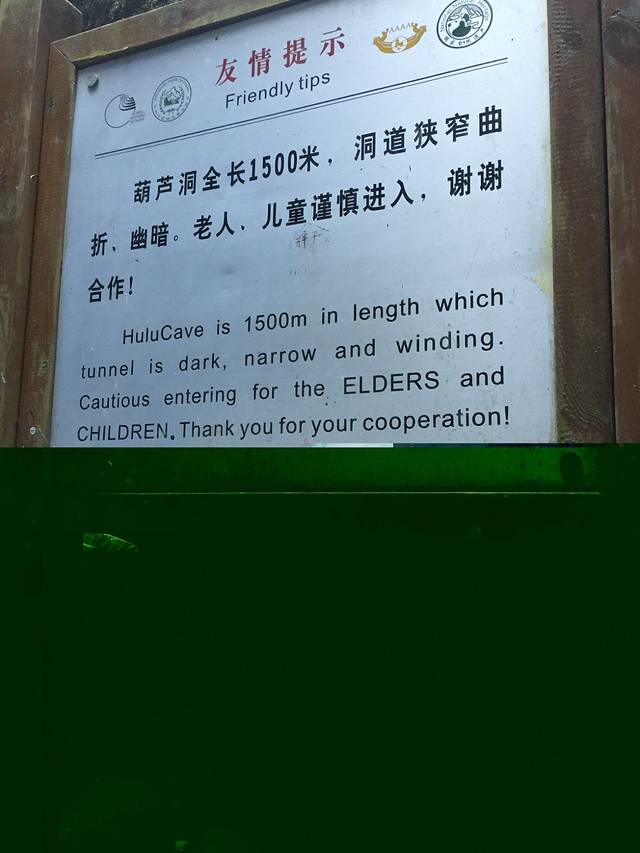 友情提示
Friendly tips
AAAA
葫芦洞全长1500米，洞道狭窄曲
折、幽暗。老人、儿童谨慎进入，谢谢
合作！
HuluCave is 1500m in length which
tunnel is dark, narrow and winding.
Cautious entering for the ELDERS and
CHILDREN. Thank you for your cooperation!